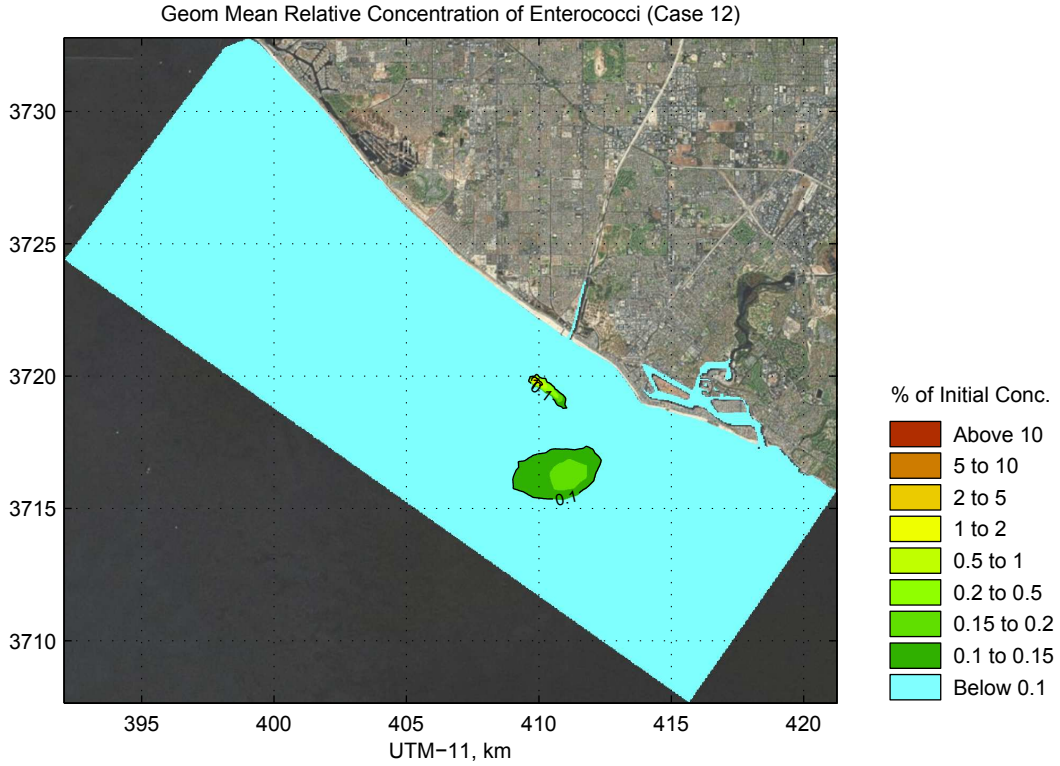 Geom Mean Relative Concentration of Enterococci (Case 12)
3730
3725
3720
3715
3710
0.1
395
400
405
410
415
420
UTM−11, km
% of Initial Conc.
Above 10
5 to 10
2 to 5
1 to 2
0.5 to 1
0.2 to 0.5
0.15 to 0.2
0.1 to 0.15
Below 0.1